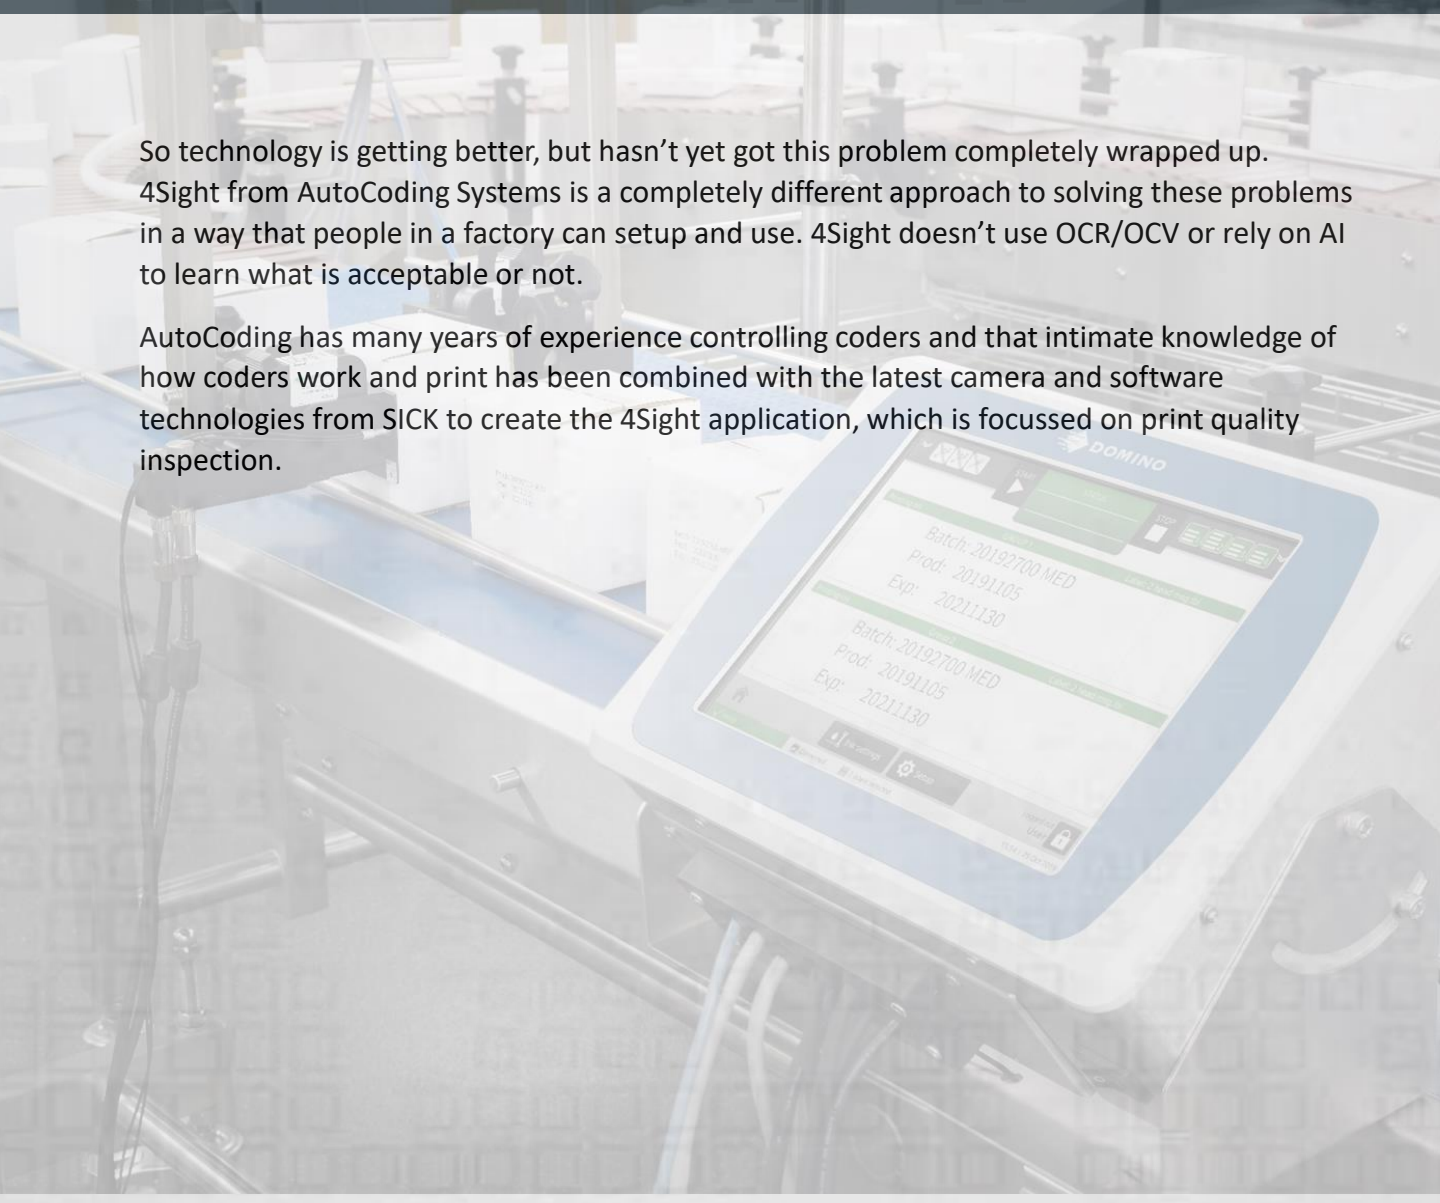 So technology is getting better, but hasn’t yet got this problem completely wrapped up.
4Sight from AutoCoding Systems is a completely different approach to solving these problems
in a way that people in a factory can setup and use. 4Sight doesn’t use OCR/OCV or rely on AI
to learn what is acceptable or not.
AutoCoding has many years of experience controlling coders and that intimate knowledge of
how coders work and print has been combined with the latest camera and software
technologies from SICK to create the 4Sight application, which is focussed on print quality
inspection.
DOMINO
START
STOP
Batch: 20192700 MED
Prod: 20191105
Exp: 20211130
Batch: 20192700 MED
Prod: 20191105
Exp: 20211130
Setup
User